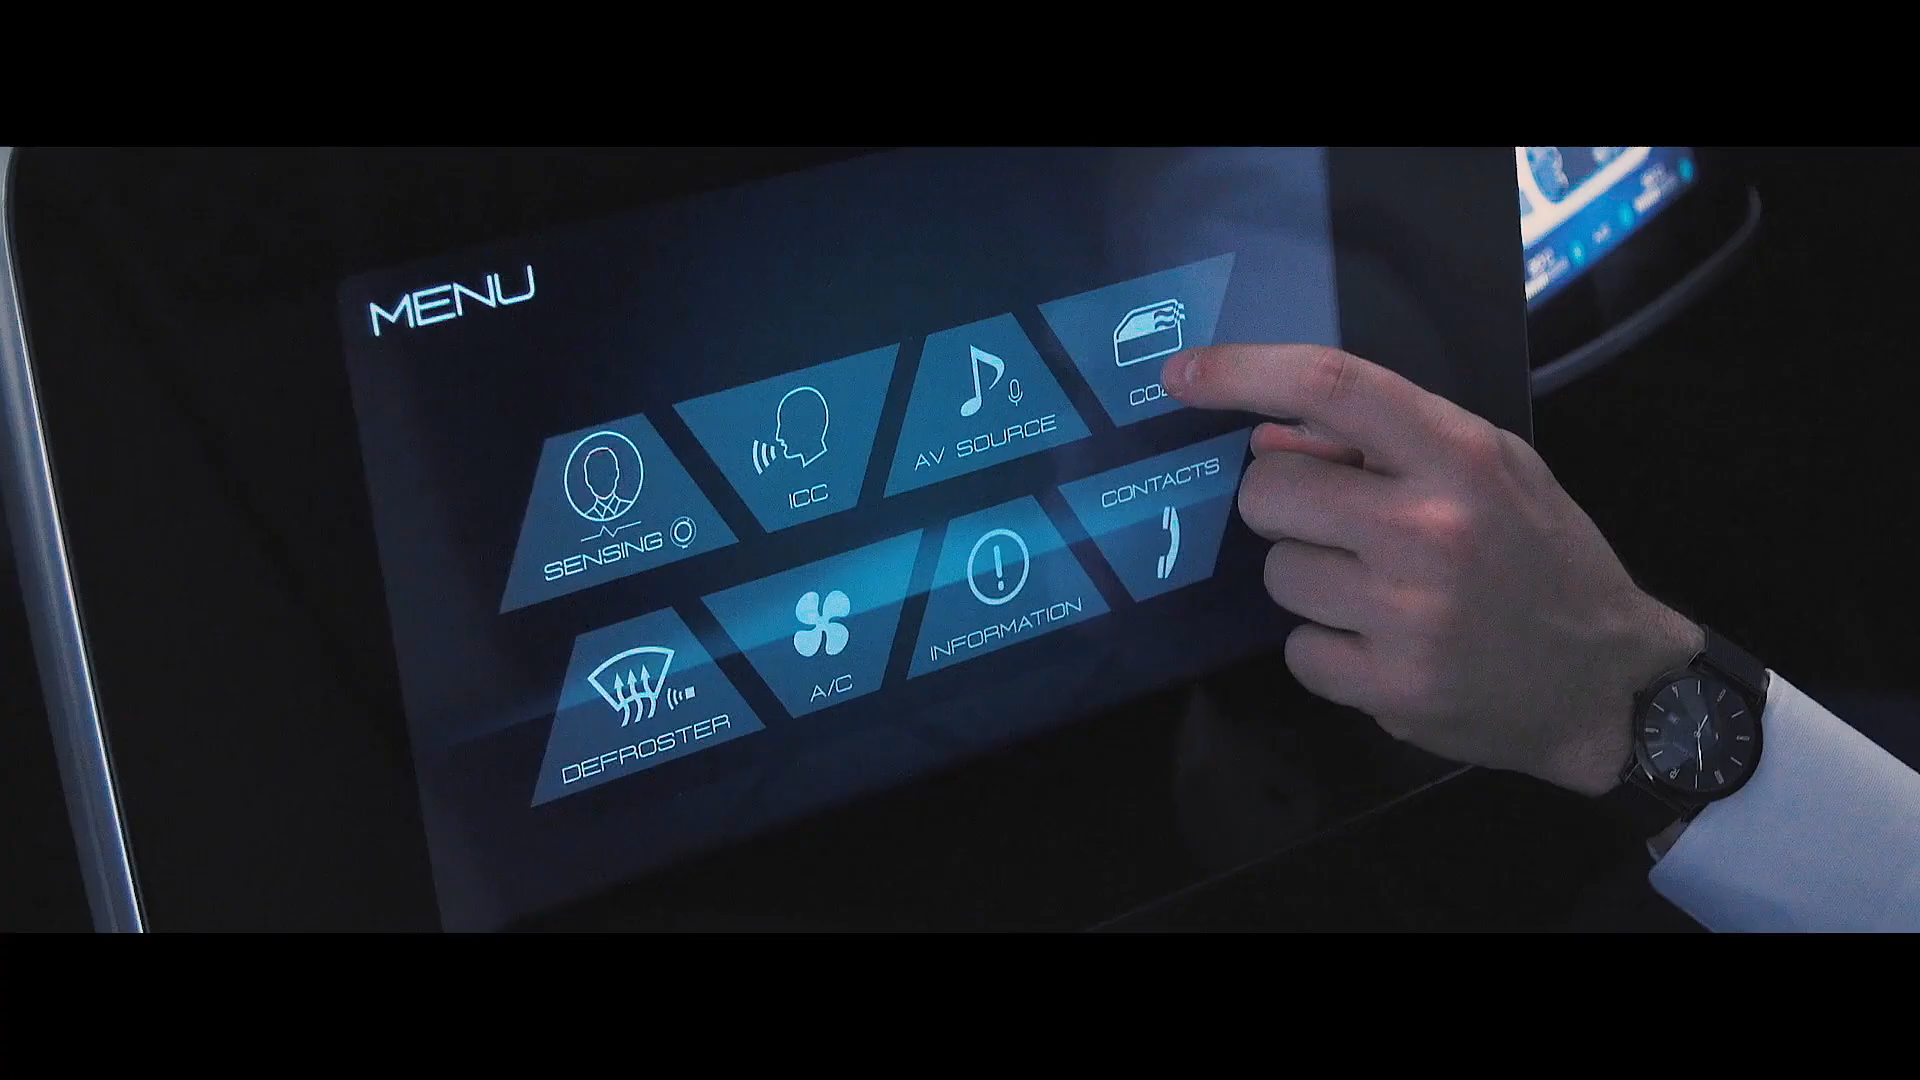 MENU
SENSING
ICC
AV SOURCE
DEFROSTER
A/C
INFORMATION
CONTACTS